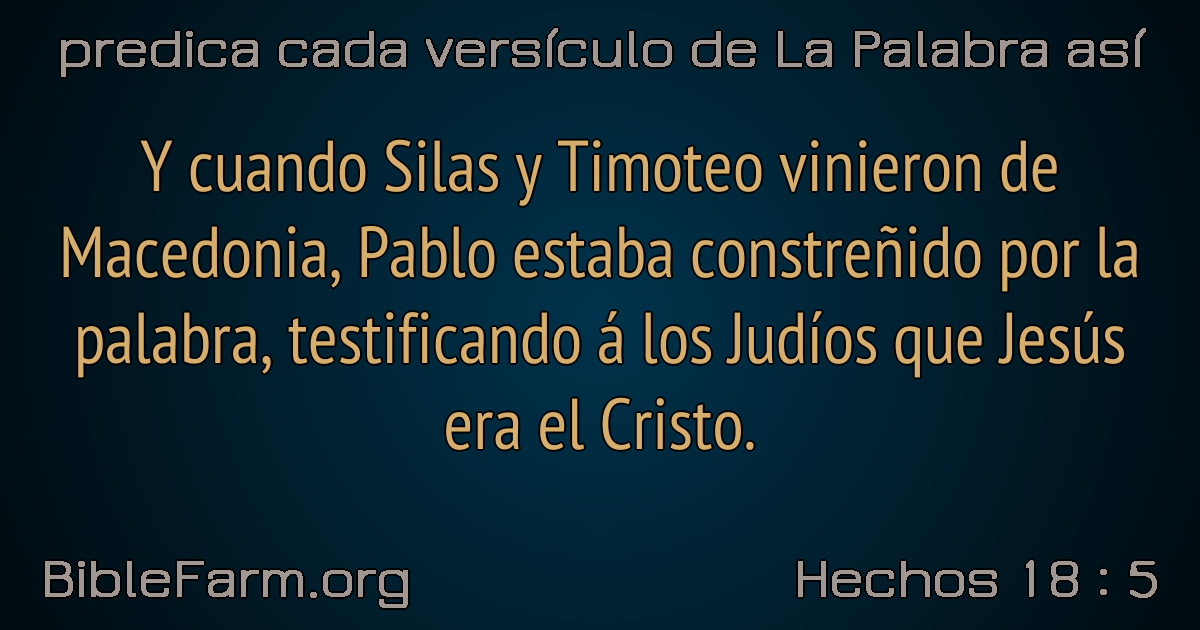 predica cada versículo de La Palabra así
Y cuando Silas y Timoteo vinieron de
Macedonia, Pablo estaba constreñido por la
palabra, testificando á los Judíos que Jesús
era el Cristo.
BibleFarm.org
Hechos 18 : 5